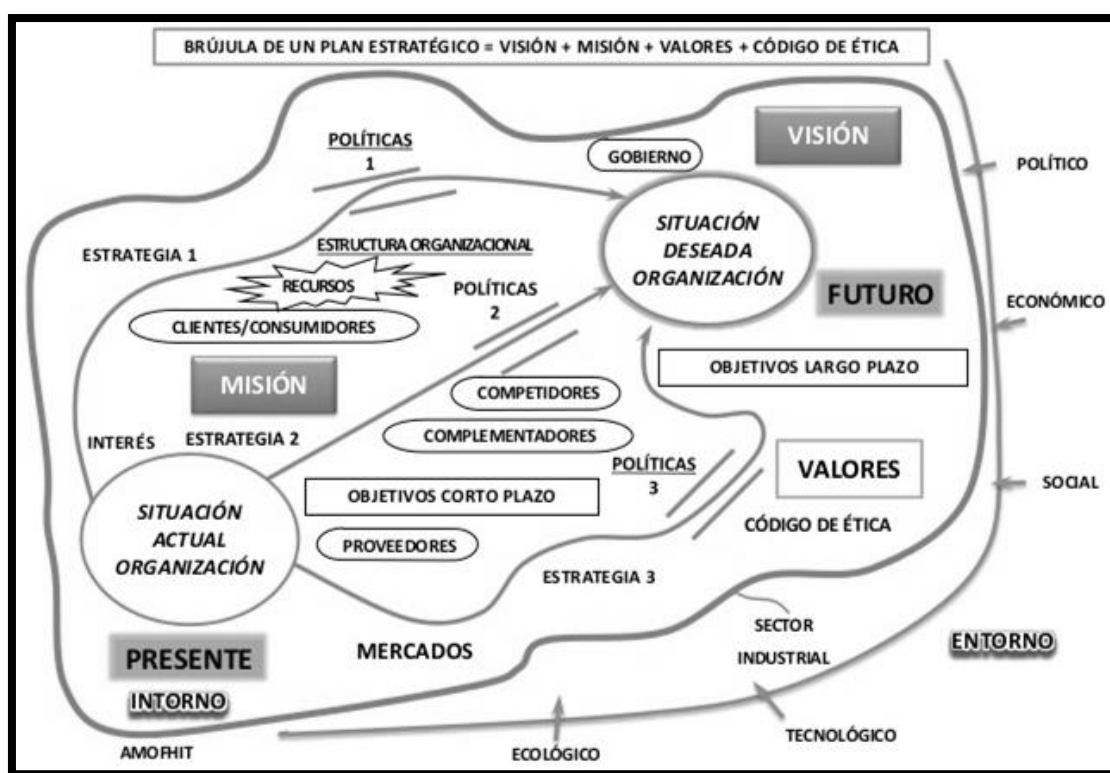 BRÚJULA DE UN PLAN ESTRATÉGICO = VISIÓN + MISIÓN + VALORES + CÓDIGO DE ÉTICA
POLÍTICAS
1
GOBIERNO
VISIÓN
POLÍTICO
ESTRATEGIA 1
ESTRUCTURA ORGANIZACIONAL
RECURSOS
CLIENTES/CONSUMIDORES
POLÍTICAS
2
SITUACIÓN
DESEADA
ORGANIZACIÓN
FUTURO
ECONÓMICO
MISIÓN
COMPETIDORES
OBJETIVOS LARGO PLAZO
INTERÉS
ESTRATEGIA 2
COMPLEMENTADORES
POLÍTICAS
3
VALORES
SOCIAL
OBJETIVOS CORTO PLAZO
CÓDIGO DE ÉTICA
SITUACIÓN
ACTUAL
ORGANIZACIÓN
PROVEEDORES
ESTRATEGIA 3
PRESENTE
INTORNO
MERCADOS
SECTOR
INDUSTRIAL
ENTORNO
AMOFHIT
ECOLÓGICO
TECNOLÓGICO